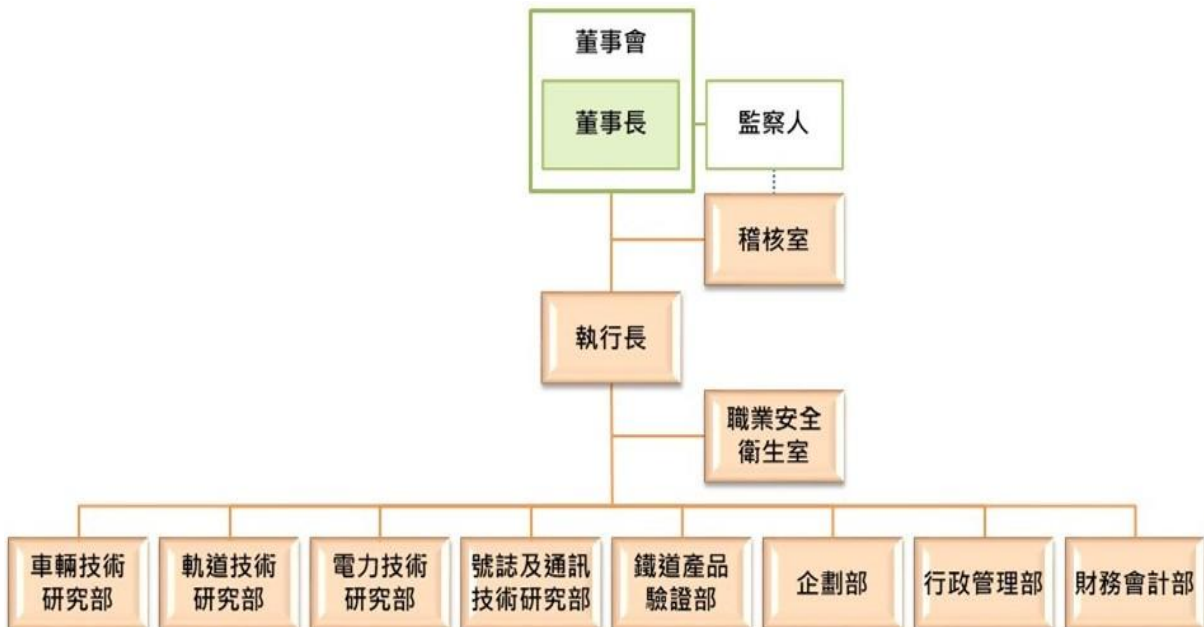 董事會
董事長
監察人
稽核室
執行長
職業安全
衛生室
車輛技術
研究部
軌道技術
研究部
電力技術
研究部
號誌及通訊
技術研究部
鐵道產品
驗證部
企劃部
行政管理部
財務會計部